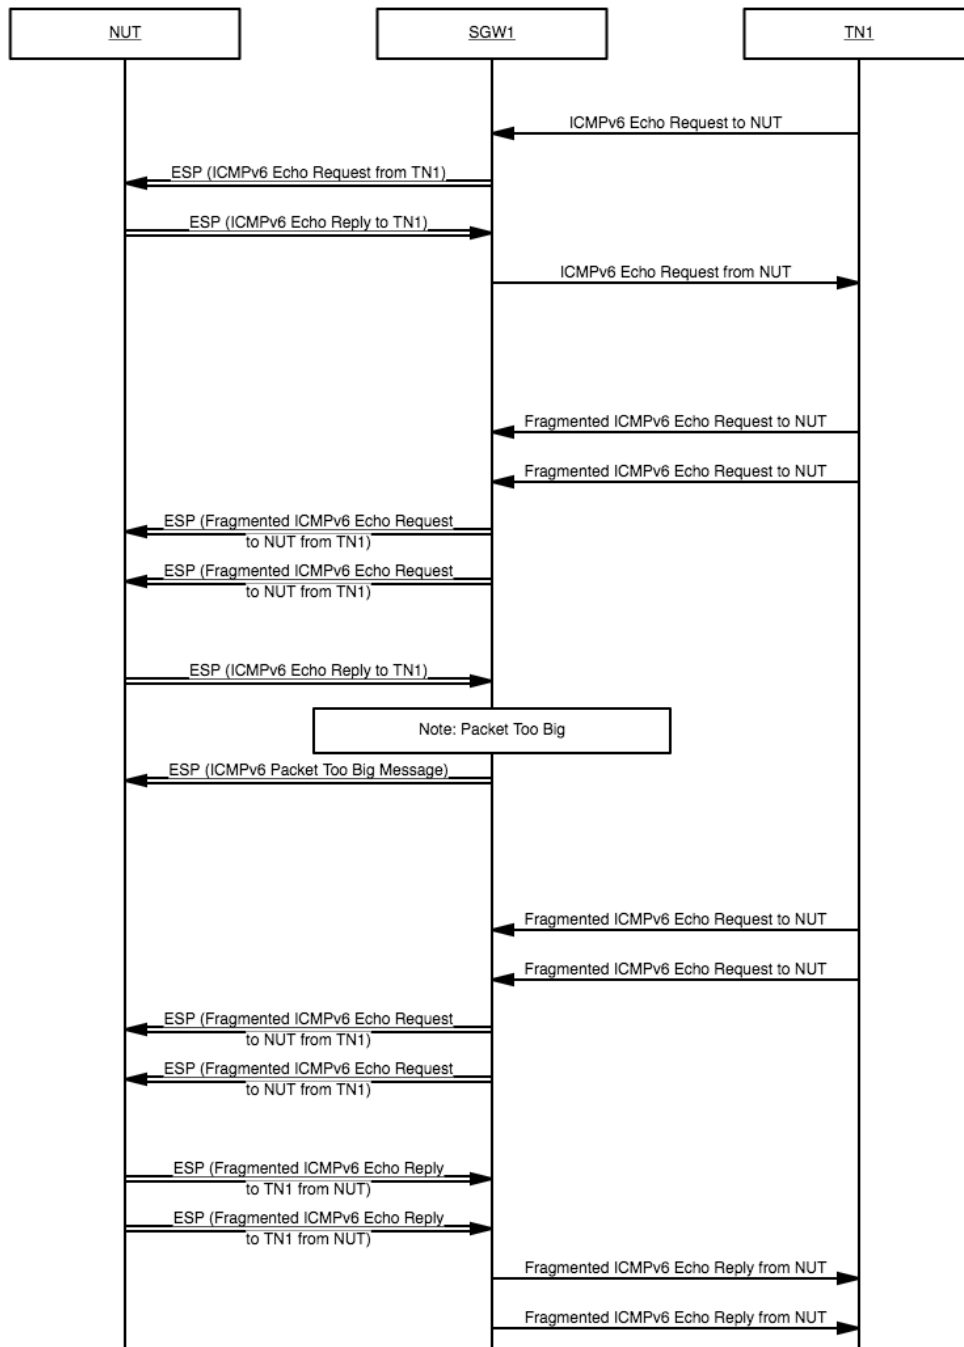 NUT
SGW1
TN1
ICMPv6 Echo Request to NUT
ESP (ICMPv6 Echo Request from TN1)
ESP (ICMPv6 Echo Reply to TN1)
ICMPv6 Echo Request from NUT
Fragmented ICMPv6 Echo Request to NUT
Fragmented ICMPv6 Echo Request to NUT
ESP (Fragmented ICMPv6 Echo Request
to NUT from TN1)
ESP (Fragmented ICMPv6 Echo Request
to NUT from TN1)
ESP (ICMPv6 Echo Reply to TN1)
Note: Packet Too Big
ESP (ICMPv6 Packet Too Big Message)
Fragmented ICMPv6 Echo Request to NUT
Fragmented ICMPv6 Echo Request to NUT
ESP (Fragmented ICMPv6 Echo Request
to NUT from TN1)
ESP (Fragmented ICMPv6 Echo Request
to NUT from TN1)
ESP (Fragmented ICMPv6 Echo Reply
to TN1 from NUT)
ESP (Fragmented ICMPv6 Echo Reply
to TN1 from NUT)
Fragmented ICMPv6 Echo Reply from NUT
Fragmented ICMPv6 Echo Reply from NUT